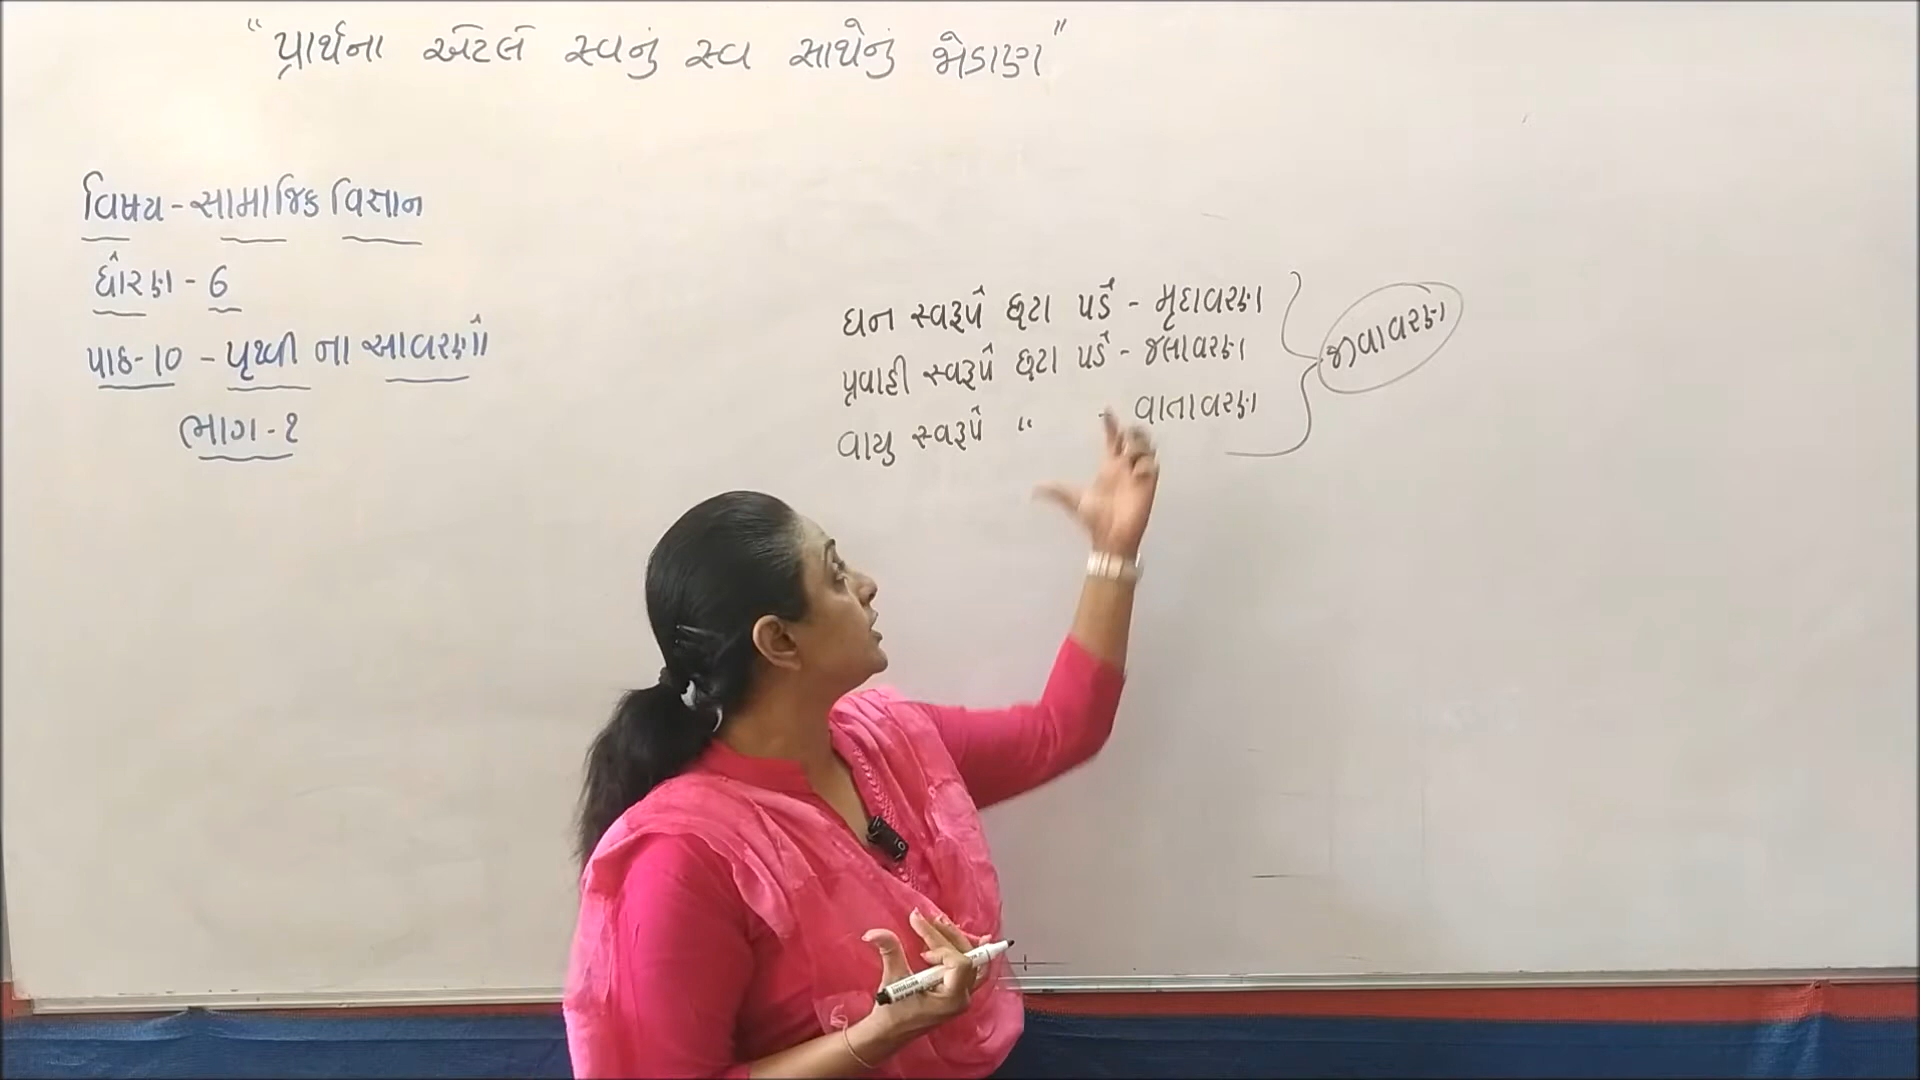 “પ્રાર્થના એટલે સ્વનું સ્વ સાથેનું જોડાણ”
વિષય - સામાજિક વિજ્ઞાન
ધોરણ - 6
પાઠ - 10 - પૃથ્વી ના આવરણો
ભાગ - ૧
ઘન સ્વરૂપે છૂટા પડે - મૃદાવરણ
પ્રવાહી સ્વરૂપે છૂટા પડે - જલાવરણ
વાયુ સ્વરૂપે “ - વાતાવરણ
જીવાવરણ